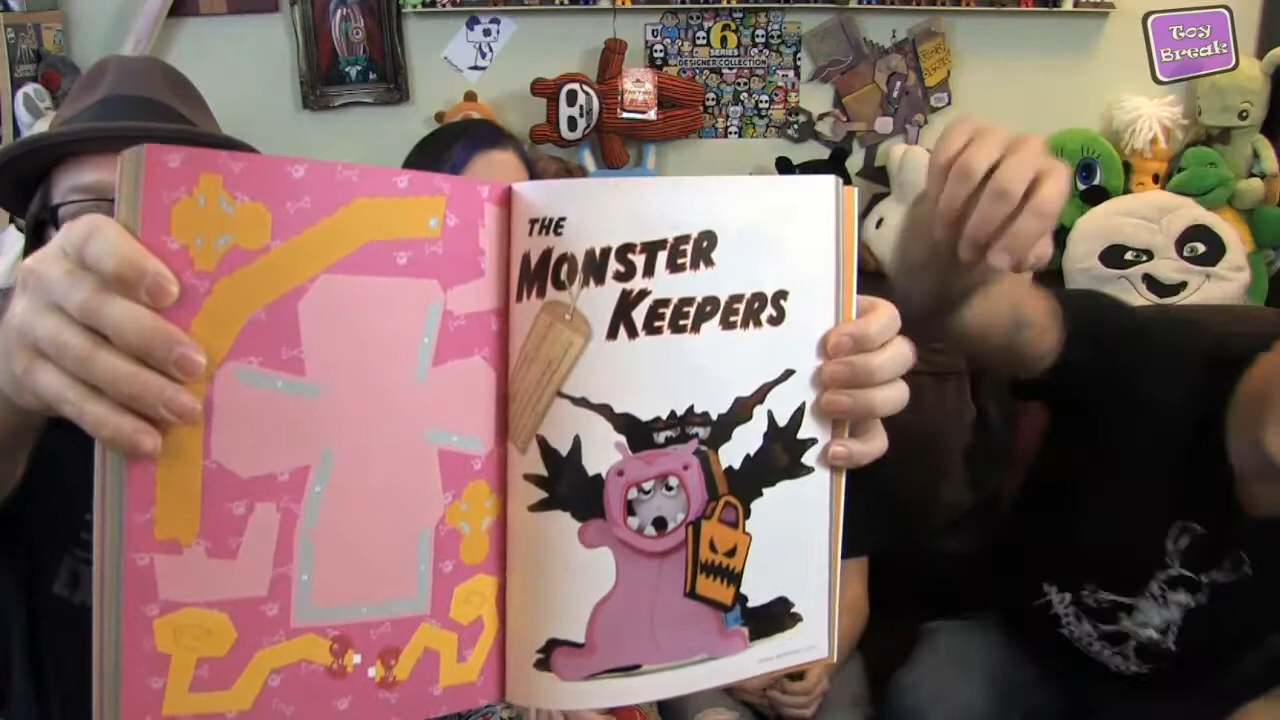 Toy
Break
6
SERIES
DESIGNER COLLECTION
THE
MONSTER
KEEPERS